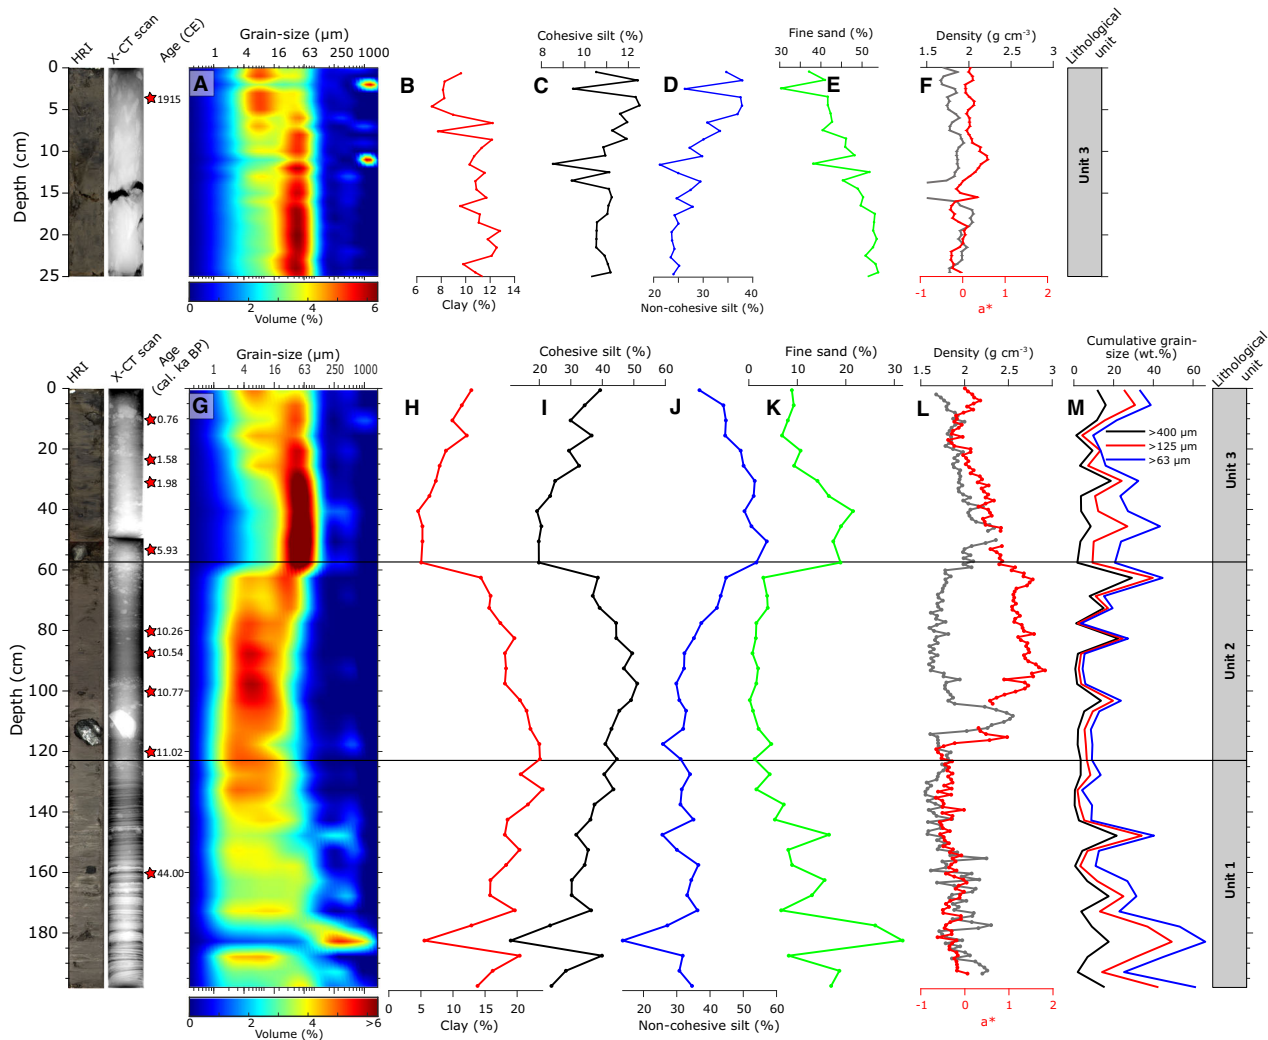 HRI
X-CT scan
Age (CE)
Grain-size (µm)
1 4 16 63 250 1000
Cohesive silt (%)
8 10 12
Fine sand (%)
30 40 50
Density (g cm⁻³)
1.5 2
Lithological
unit
A
B
C
D
E
F
Depth (cm)
0
5
10
15
20
25
1915
Unit 3
0 2 4 6
Volume (%)
6 8 10 12 14
Clay (%)
20 30 40
Non-cohesive silt (%)
-1 0 1 2
a*
HRI
X-CT scan
Age
(cal. ka BP)
Grain-size (µm)
1 4 16 63 250 1000
Cohesive silt (%)
20 30 40 50 60
Fine sand (%)
0 10 20 30
Density (g cm⁻³)
1.5 2 2.5 3
Cumulative grain-
size (wt.%)
0 20 40 60
Lithological
unit
G
H
I
J
K
L
M
>400 µm
>125 µm
>63 µm
Depth (cm)
0
20
40
60
80
100
120
140
160
180
0.76
1.58
1.98
5.93
10.26
10.54
10.77
11.02
44.00
Unit 3
Unit 2
Unit 1
0 2 4 >6
Volume (%)
0 5 10 15 20
Clay (%)
20 30 40 50 60
Non-cohesive silt (%)
-1 0 1 2
a*